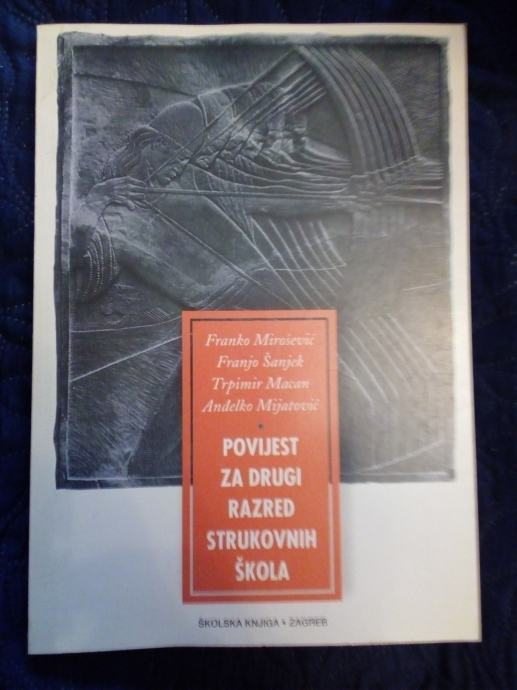 Franko Mirošević
Franjo Šanjek
Trpimir Macan
Anđelko Mijatović
•
POVIJEST
ZA DRUGI
RAZRED
STRUKOVNIH
ŠKOLA
ŠKOLSKA KNJIGA • ZAGREB